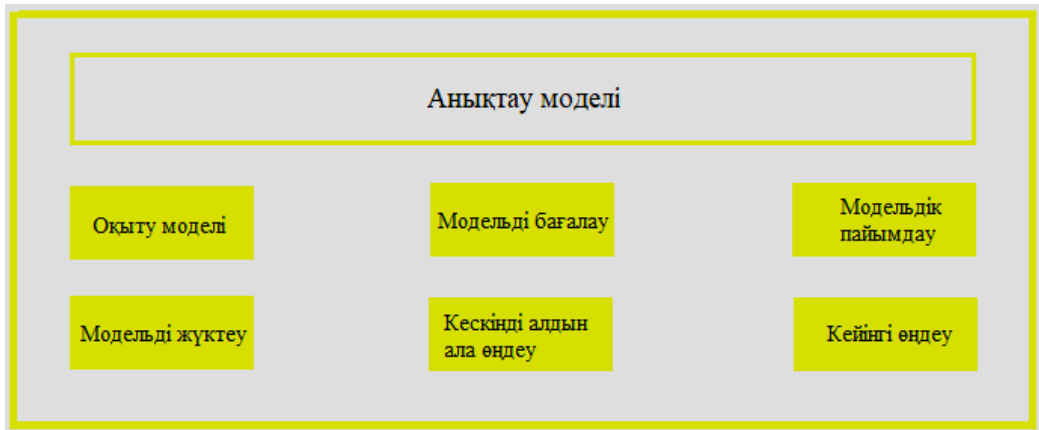 Анықтау моделі
Оқыту моделі
Модельді бағалау
Модельдік
пайымдау
Модельді жүктеу
Кескінді алдын
ала өңдеу
Кейінгі өңдеу